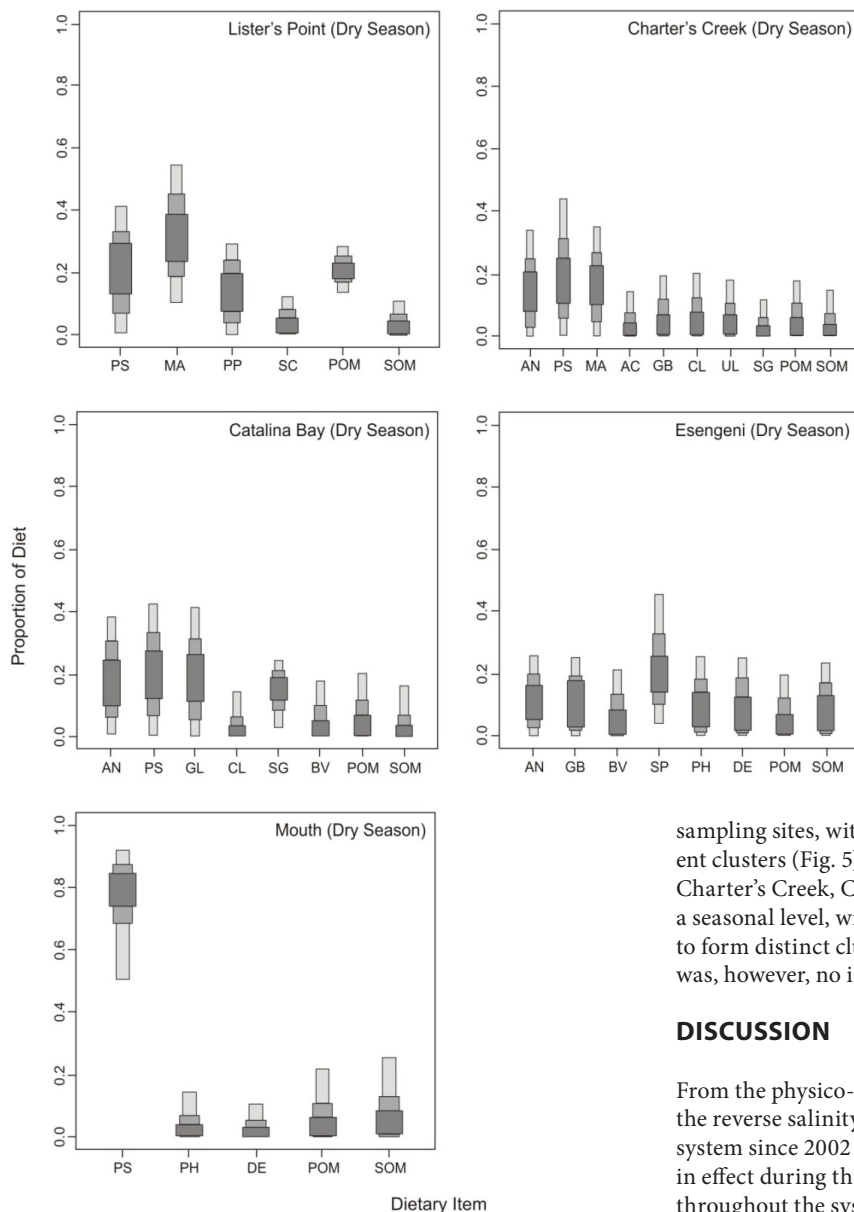 Lister's Point (Dry Season)
1.0
0.8
0.6
0.4
0.2
0.0
PS MA PP SC POM SOM
Charter's Creek (Dry Season)
1.0
0.8
0.6
0.4
0.2
0.0
AN PS MA AC GB CL UL SG POM SOM
Catalina Bay (Dry Season)
1.0
0.8
0.6
0.4
0.2
0.0
AN PS GL CL SG BV POM SOM
Esengeni (Dry Season)
1.0
0.8
0.6
0.4
0.2
0.0
AN GB BV SP PH DE POM SOM
Proportion of Diet
Mouth (Dry Season)
1.0
0.8
0.6
0.4
0.2
0.0
PS PH DE POM SOM
Dietary Item
sampling sites, wit
ent clusters (Fig. 5
Charter's Creek, C
a seasonal level, wi
to form distinct clu
was, however, no i
DISCUSSION
From the physico-
the reverse salinity
system since 2002
in effect during th
throughout the sys